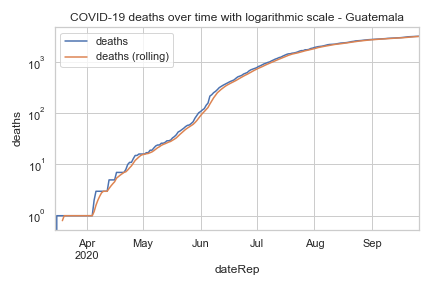 COVID-19 deaths over time with logarithmic scale - Guatemala
deaths
deaths (rolling)
10³
10²
10¹
10⁰
deaths
Apr May Jun Jul Aug Sep
2020
dateRep